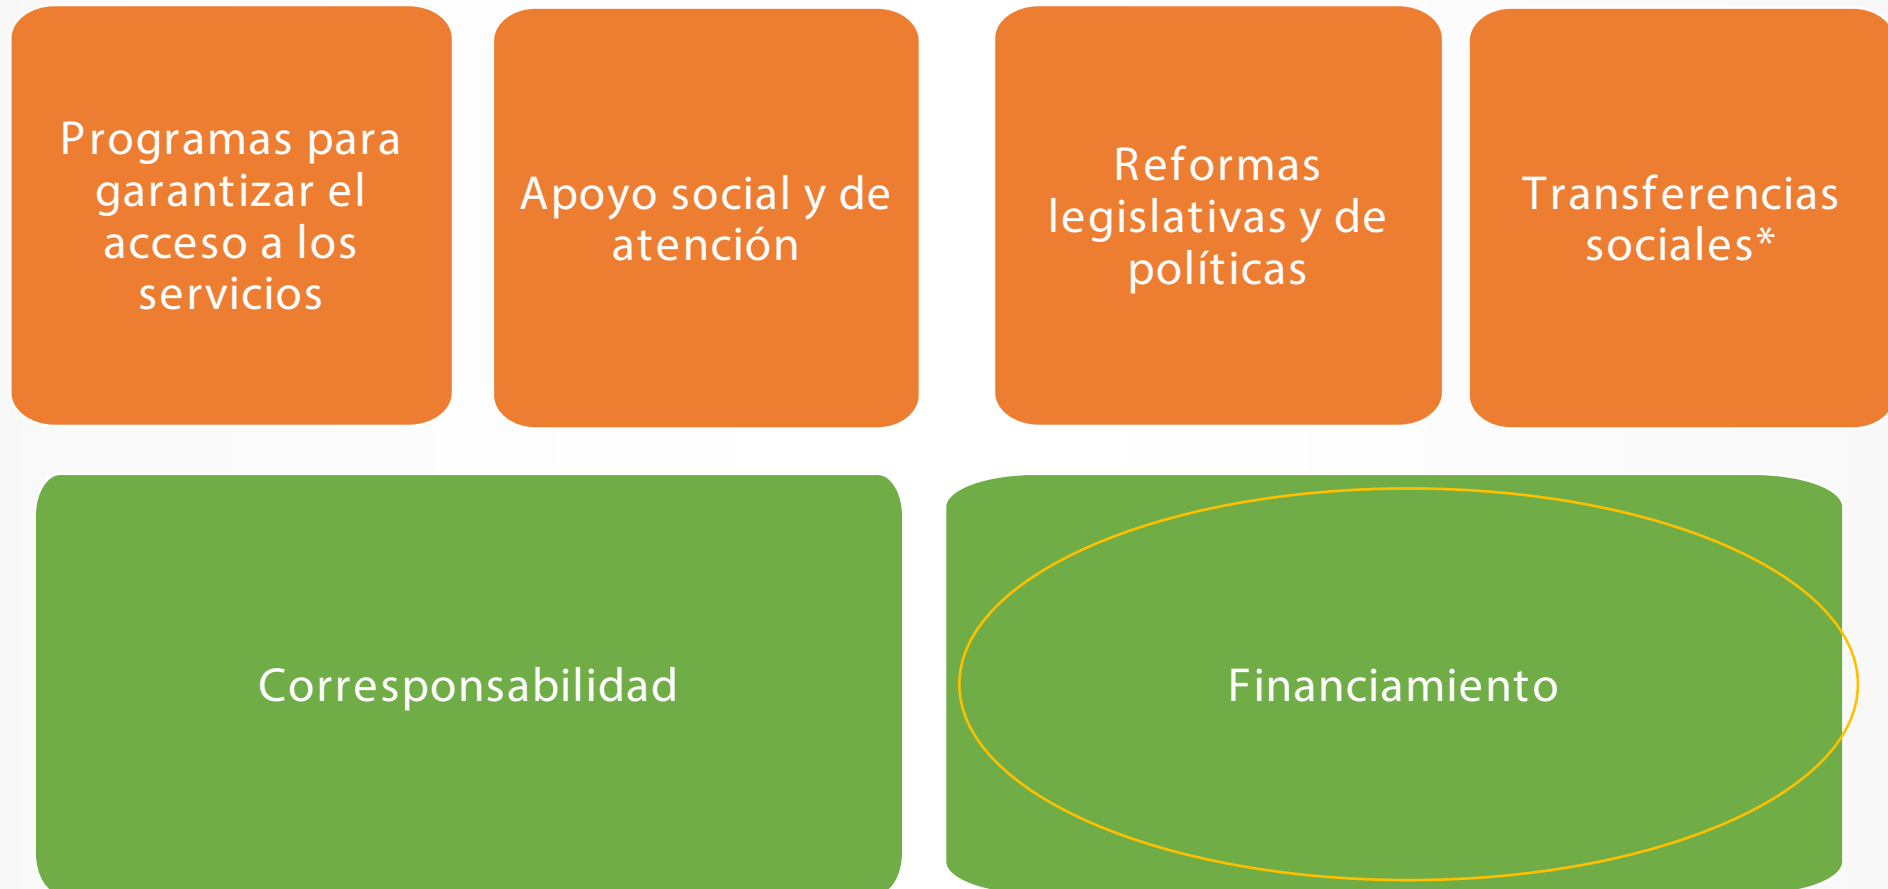 Programas para
garantizar el
acceso a los
servicios
Apoyo social y de
atención
Reformas
legislativas y de
políticas
Transferencias
sociales*
Corresponsabilidad
Financiamiento